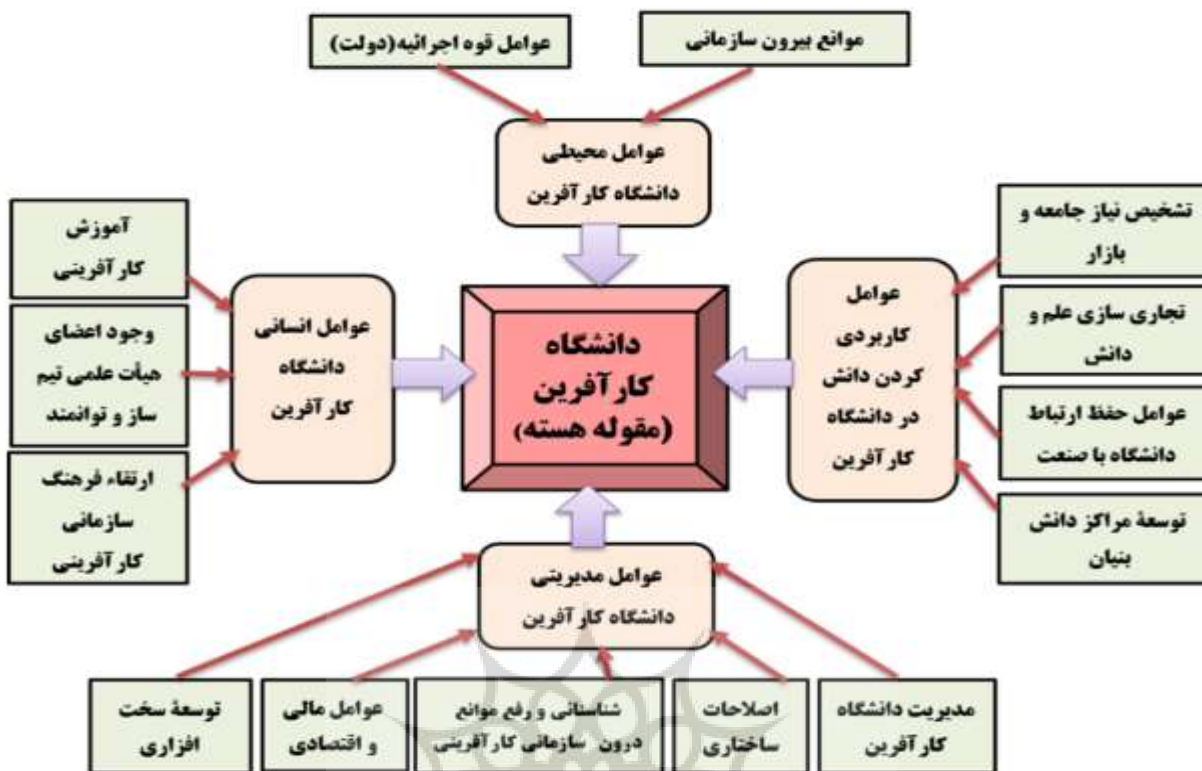 موانع بیرون سازمانی
عوامل قوه اجرائیه(دولت)
عوامل محیطی
دانشگاه کارآفرین
تشخیص نیاز جامعه و
بازار
تجاری سازی علم و
دانش
عوامل حفظ ارتباط
دانشگاه با صنعت
توسعهٔ مراکز دانش
بنیان
عوامل
کاربردی
کردن دانش
در دانشگاه
کارآفرین
دانشگاه
کارآفرین
(مقوله هسته)
عوامل انسانی
دانشگاه
کارآفرین
آموزش
کارآفرینی
وجود اعضای
هیأت علمی تیم
ساز و توانمند
ارتقاء فرهنگ
سازمانی
کارآفرینی
عوامل مدیریتی
دانشگاه کارآفرین
مدیریت دانشگاه
کارآفرین
اصلاحات
ساختاری
شناسائی و رفع موانع
درون سازمانی کارآفرینی
عوامل مالی
و اقتصادی
توسعهٔ سخت
افزاری